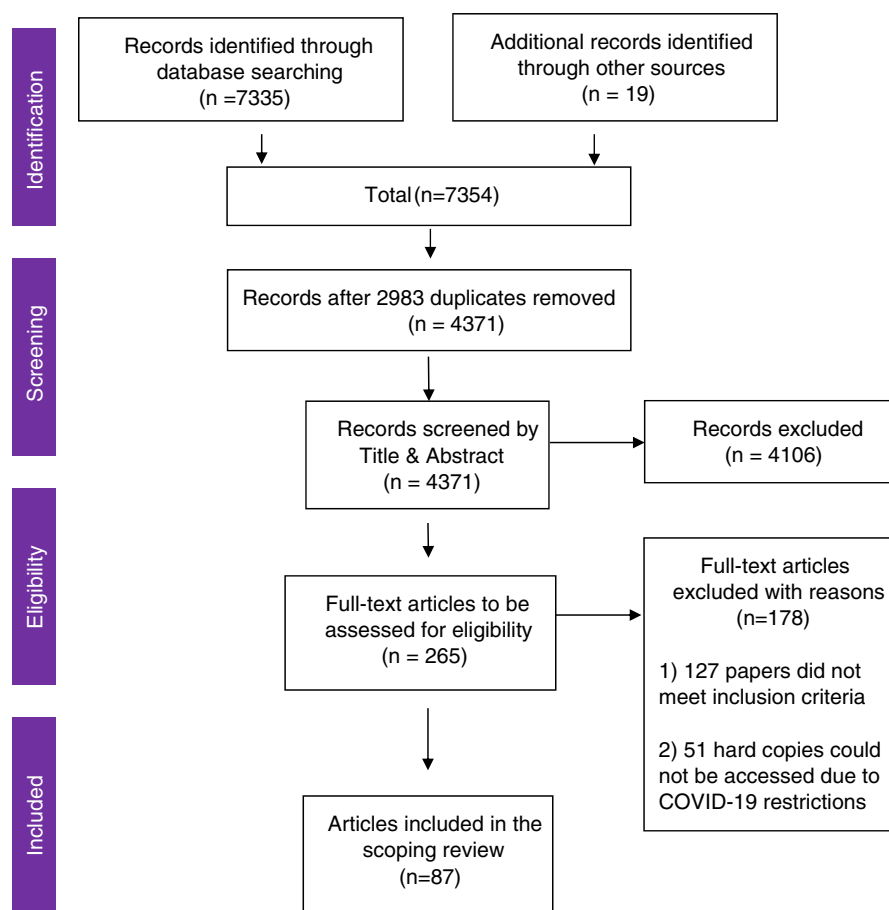 Identification
Records identified through
database searching
(n =7335)
Additional records identified
through other sources
(n = 19)
Total (n=7354)
Screening
Records after 2983 duplicates removed
(n = 4371)
Records screened by
Title & Abstract
(n = 4371)
Records excluded
(n = 4106)
Eligibility
Full-text articles to be
assessed for eligibility
(n = 265)
Full-text articles
excluded with reasons
(n=178)
1) 127 papers did not
meet inclusion criteria
2) 51 hard copies could
not be accessed due to
COVID-19 restrictions
Included
Articles included in the
scoping review
(n=87)